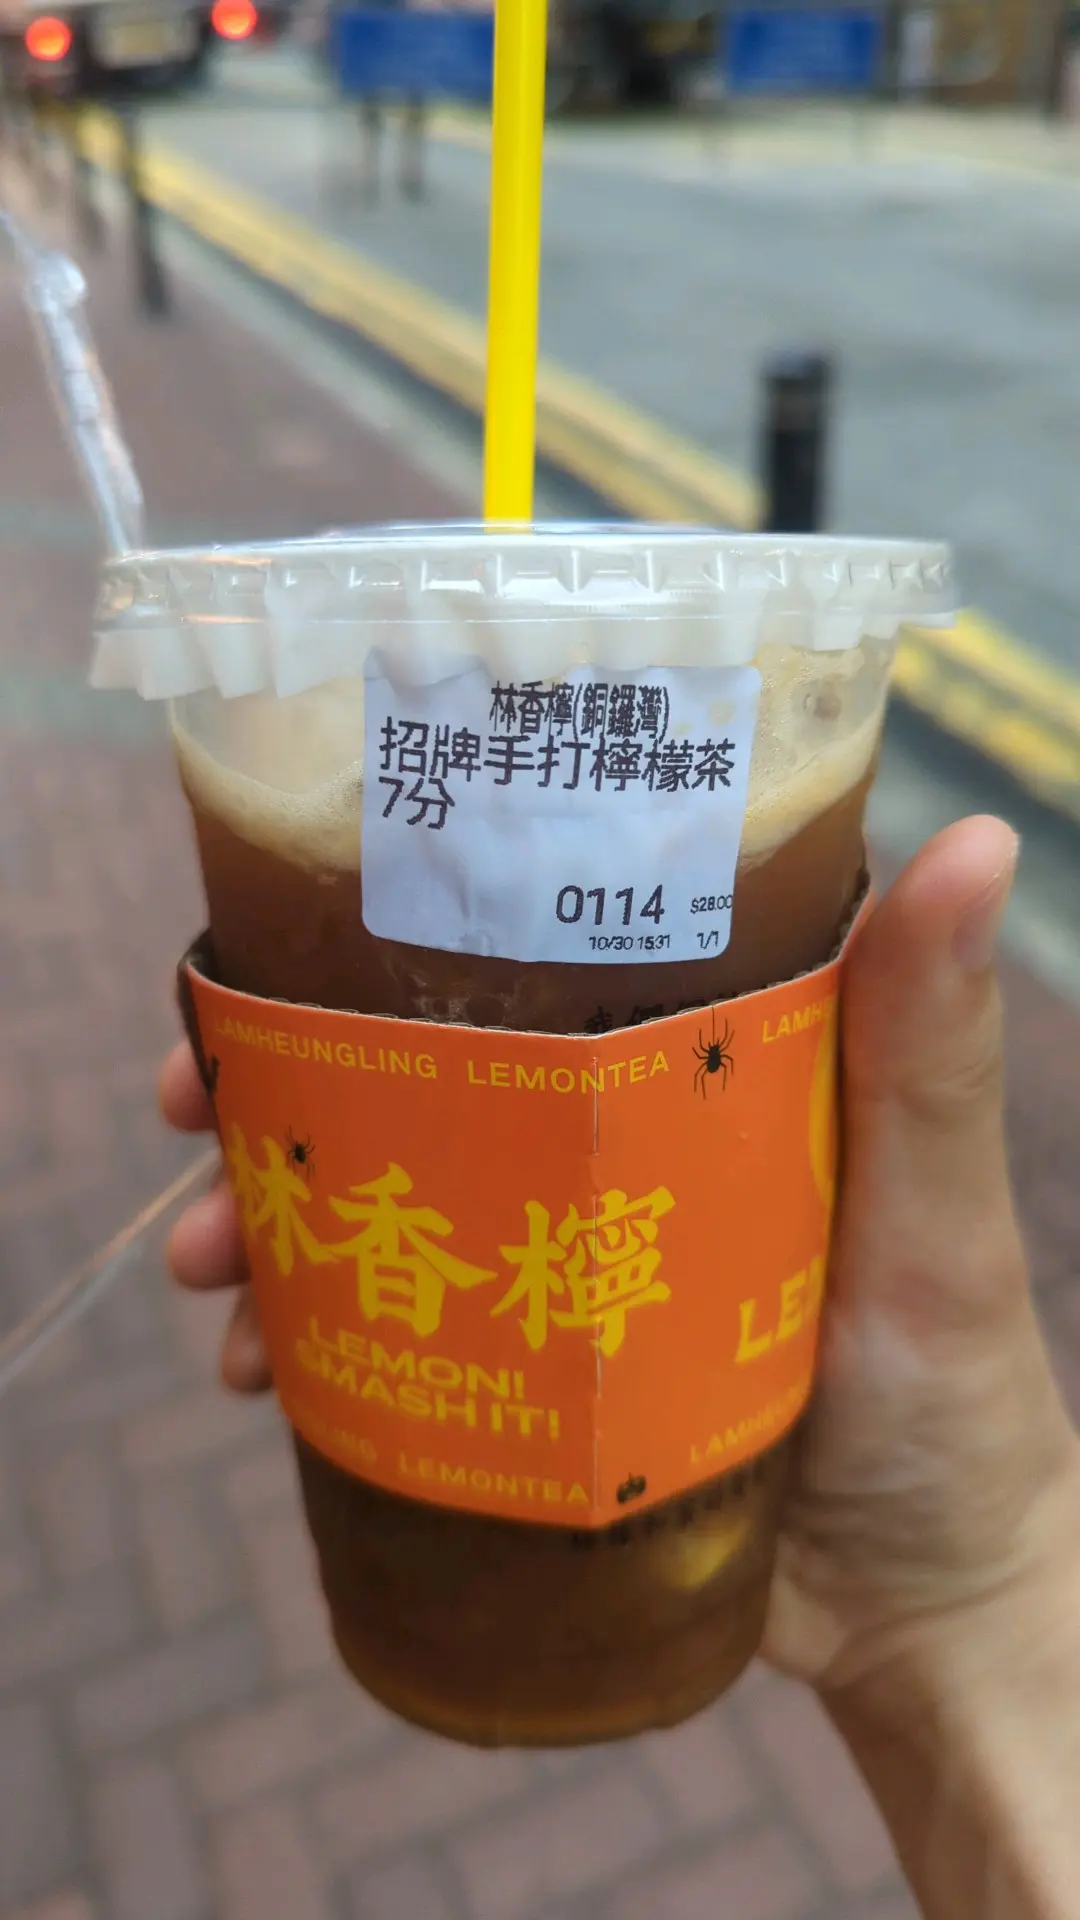 林香檸(銅鑼灣)
招牌手打檸檬茶
7分
0114 $28.00
10/30 15:31 1/1
LAMHEUNGLING LEMONTEA
林香檸
LEMON!
SMASH IT!
LEMONTEA